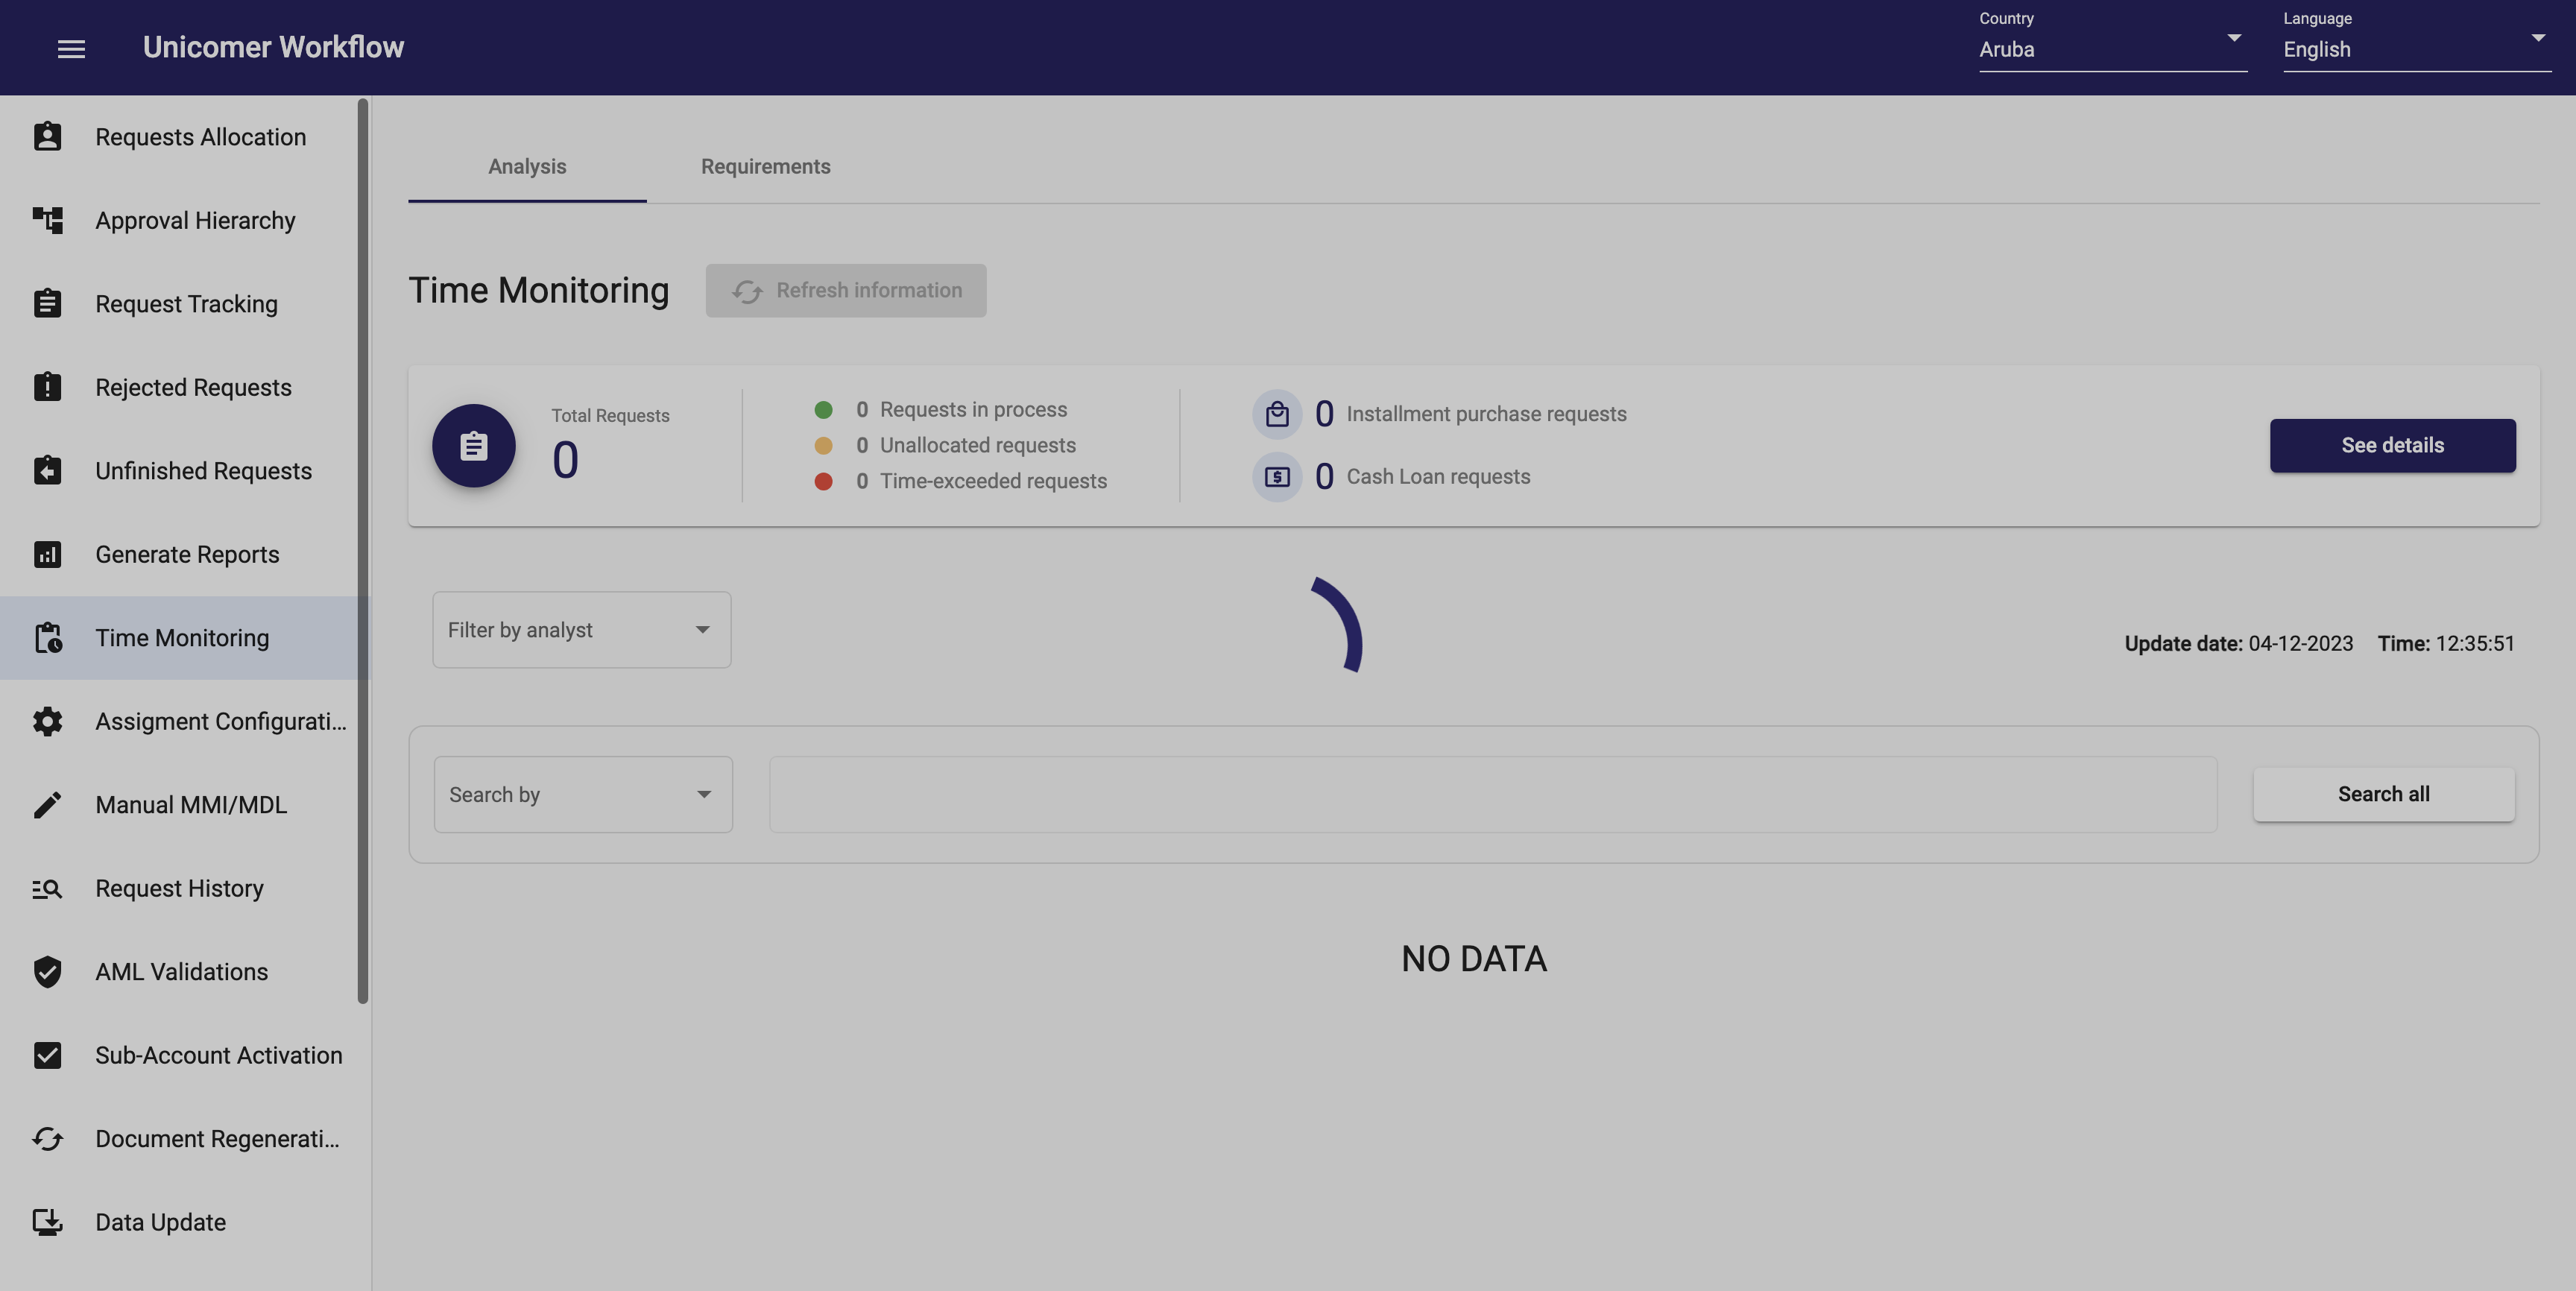 Unicomer Workflow
Country
Aruba
Language
English
Requests Allocation
Approval Hierarchy
Request Tracking
Rejected Requests
Unfinished Requests
Generate Reports
Time Monitoring
Assigment Configurati...
Manual MMI/MDL
Request History
AML Validations
Sub-Account Activation
Document Regenerati...
Data Update
Analysis
Requirements
Time Monitoring
Refresh information
Total Requests
0
0 Requests in process
0 Unallocated requests
0 Time-exceeded requests
0 Installment purchase requests
0 Cash Loan requests
See details
Filter by analyst
Update date: 04-12-2023 Time: 12:35:51
Search by
Search all
NO DATA